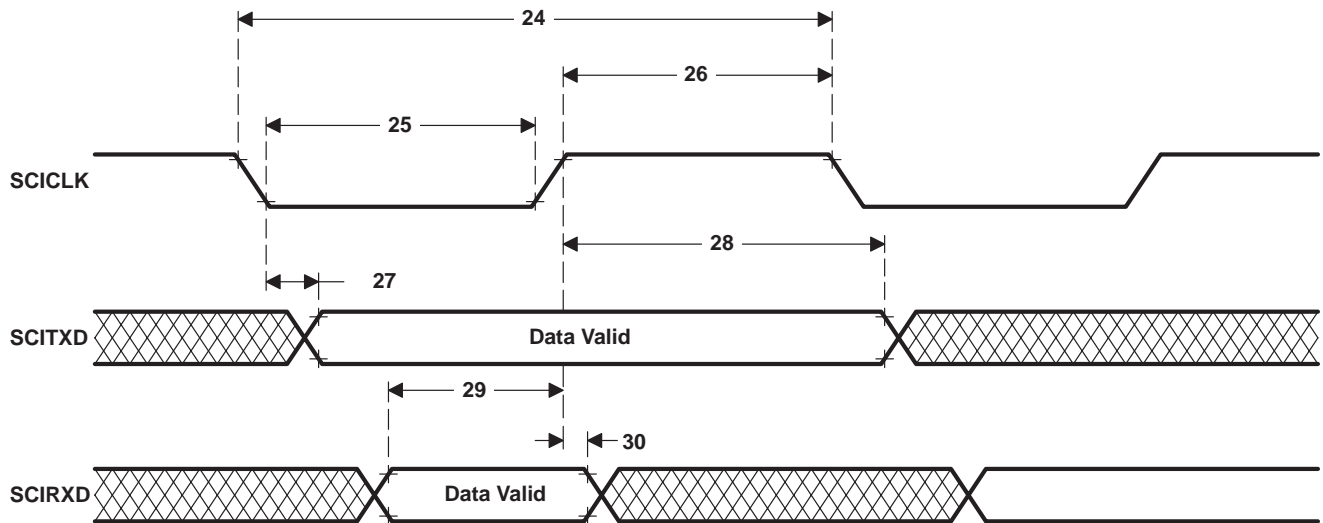 24
26
25
SCICLK
28
27
SCITXD
Data Valid
29
30
SCIRXD
Data Valid